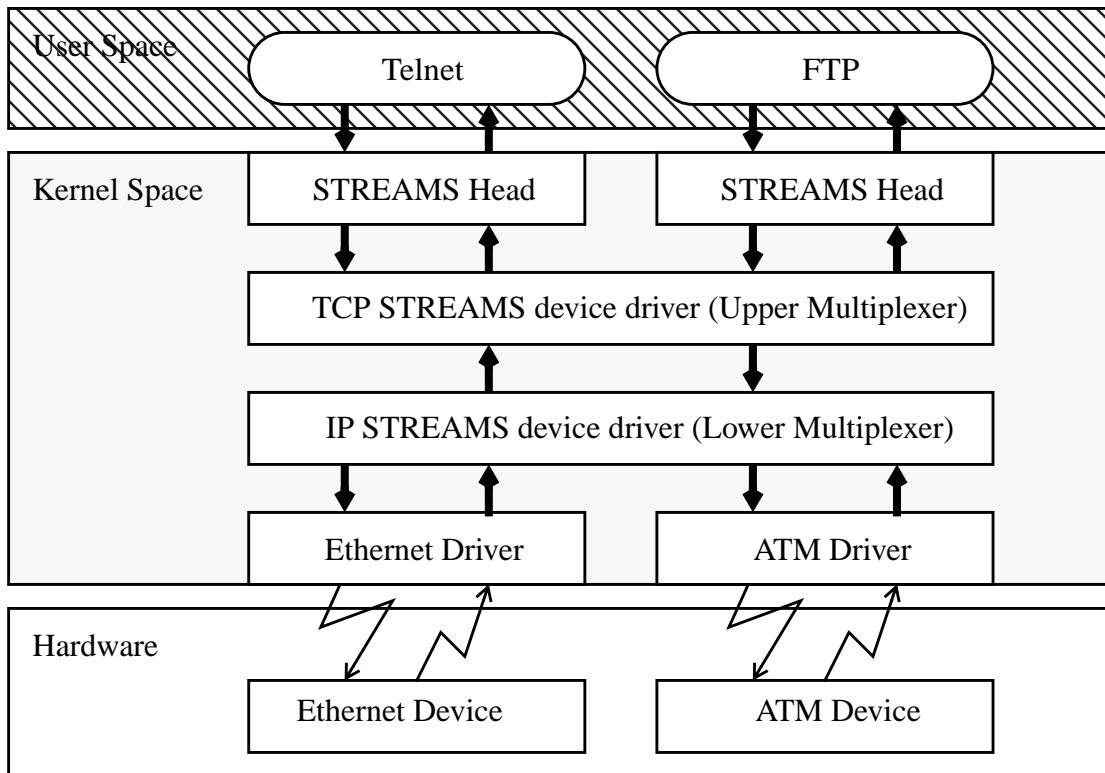 User Space
Telnet
FTP
Kernel Space
STREAMS Head
STREAMS Head
TCP STREAMS device driver (Upper Multiplexer)
IP STREAMS device driver (Lower Multiplexer)
Ethernet Driver
ATM Driver
Hardware
Ethernet Device
ATM Device